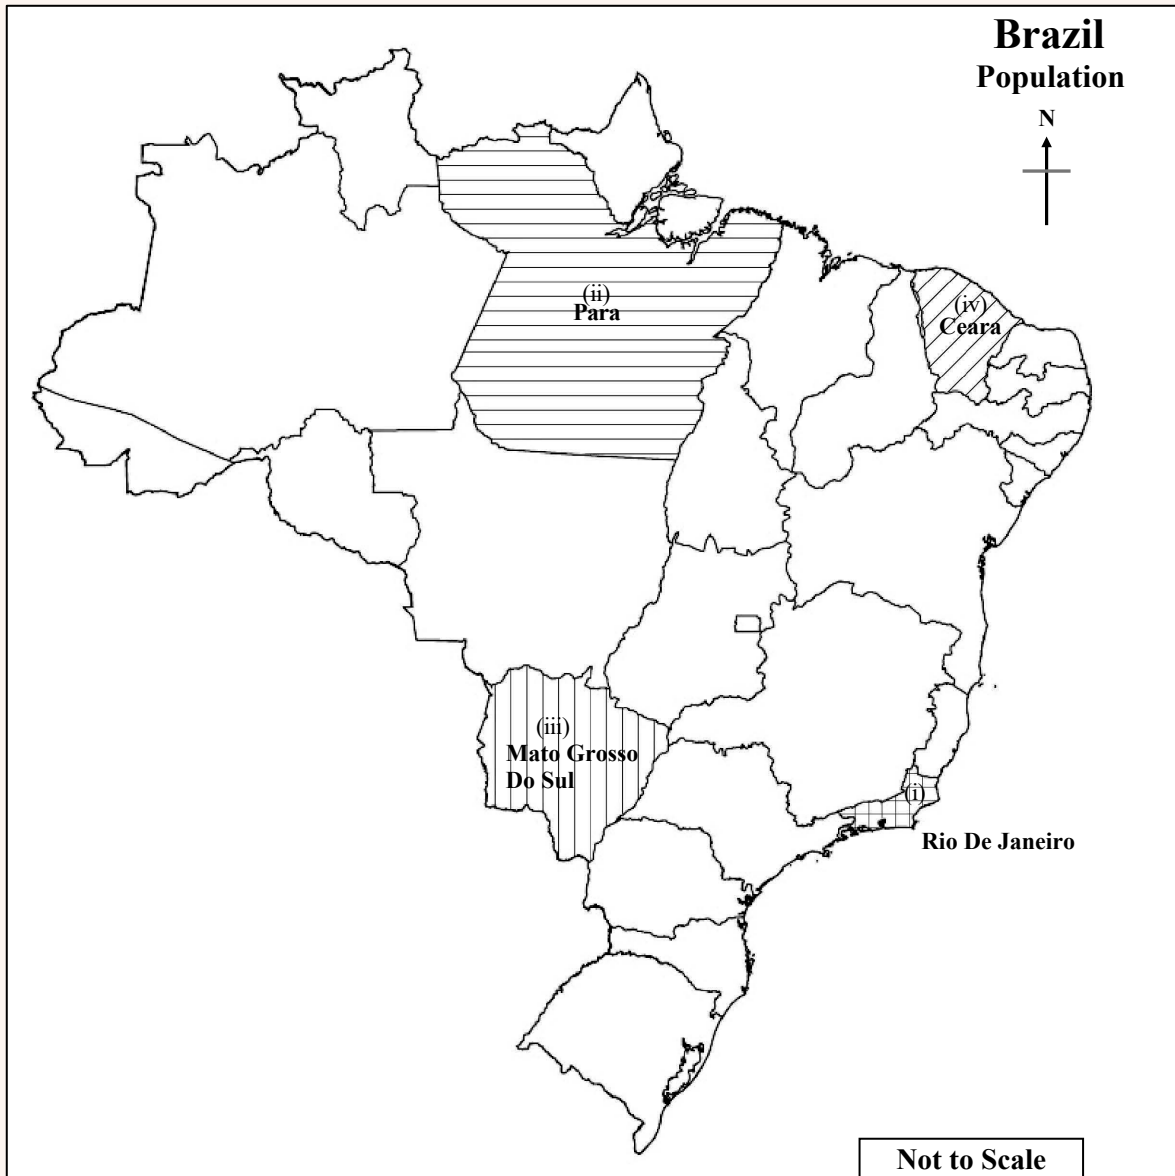 Brazil
Population
N
(ii)
Para
(iv)
Ceara
(iii)
Mato Grosso
Do Sul
(i)
Rio De Janeiro
Not to Scale